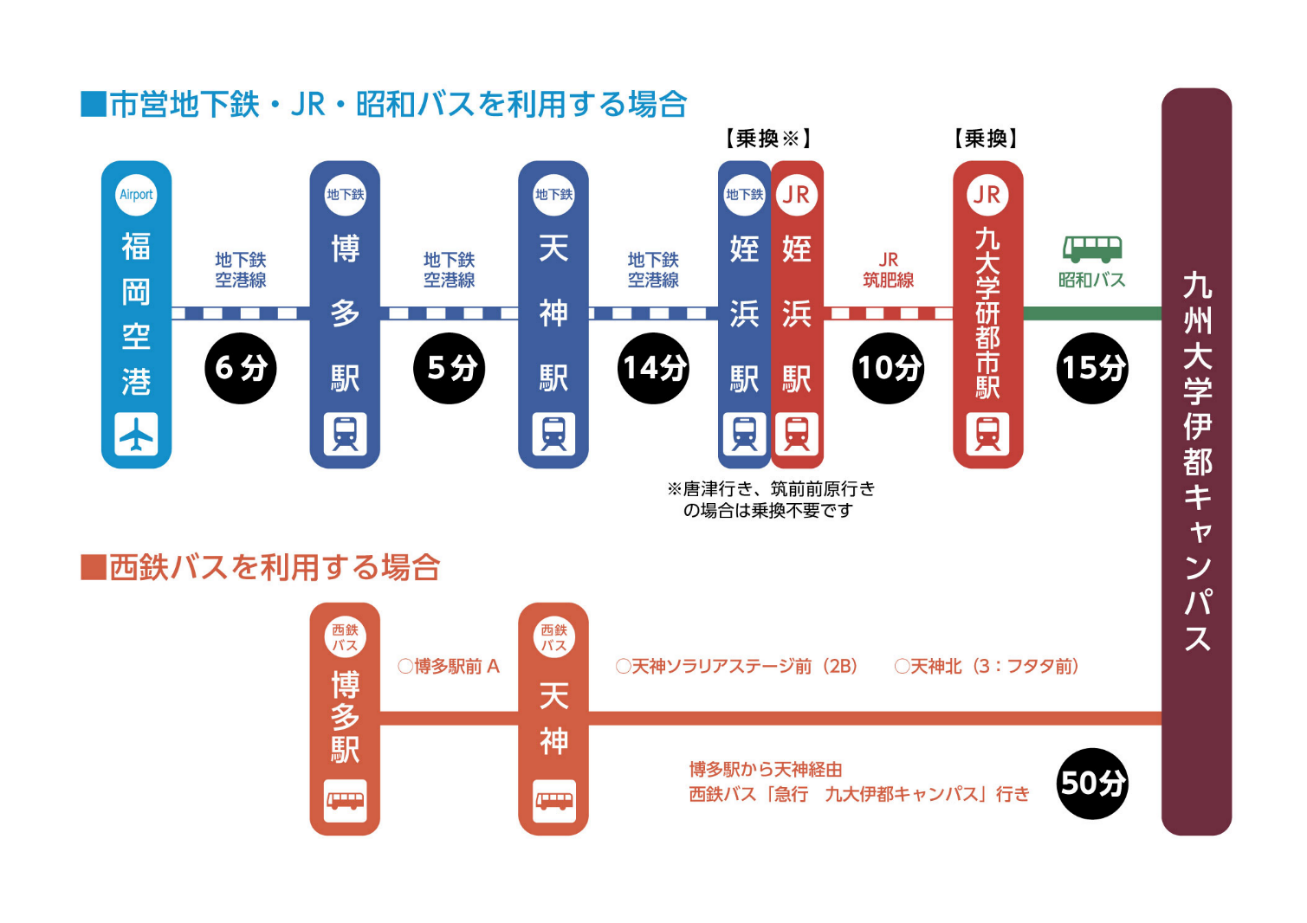 ■市営地下鉄・JR・昭和バスを利用する場合
【乗換※】
【乗換】
Airport
福岡空港
地下鉄
空港線
6分
地下鉄
博多駅
地下鉄
空港線
5分
地下鉄
天神駅
地下鉄
空港線
14分
地下鉄
姪浜駅
JR
姪浜駅
JR
筑肥線
10分
JR
九大学研都市駅
昭和バス
15分
九州大学伊都キャンパス
※唐津行き、筑前前原行き
の場合は乗換不要です
■西鉄バスを利用する場合
西鉄
バス
博多駅
○博多駅前 A
西鉄
バス
天神
○天神ソラリアステージ前（2B）
○天神北（3：フタタ前）
博多駅から天神経由
西鉄バス「急行　九大伊都キャンパス」行き
50分